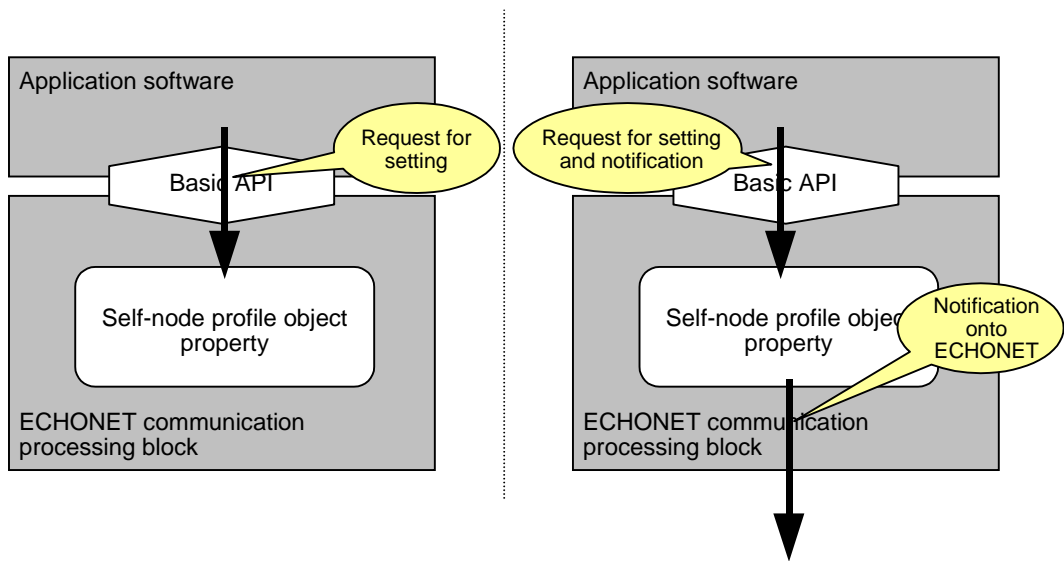 Application software
Request for
setting
Basic API
Self-node profile object
property
ECHONET communication
processing block
Application software
Request for setting
and notification
Basic API
Self-node profile object
property
Notification
onto
ECHONET
ECHONET communication
processing block